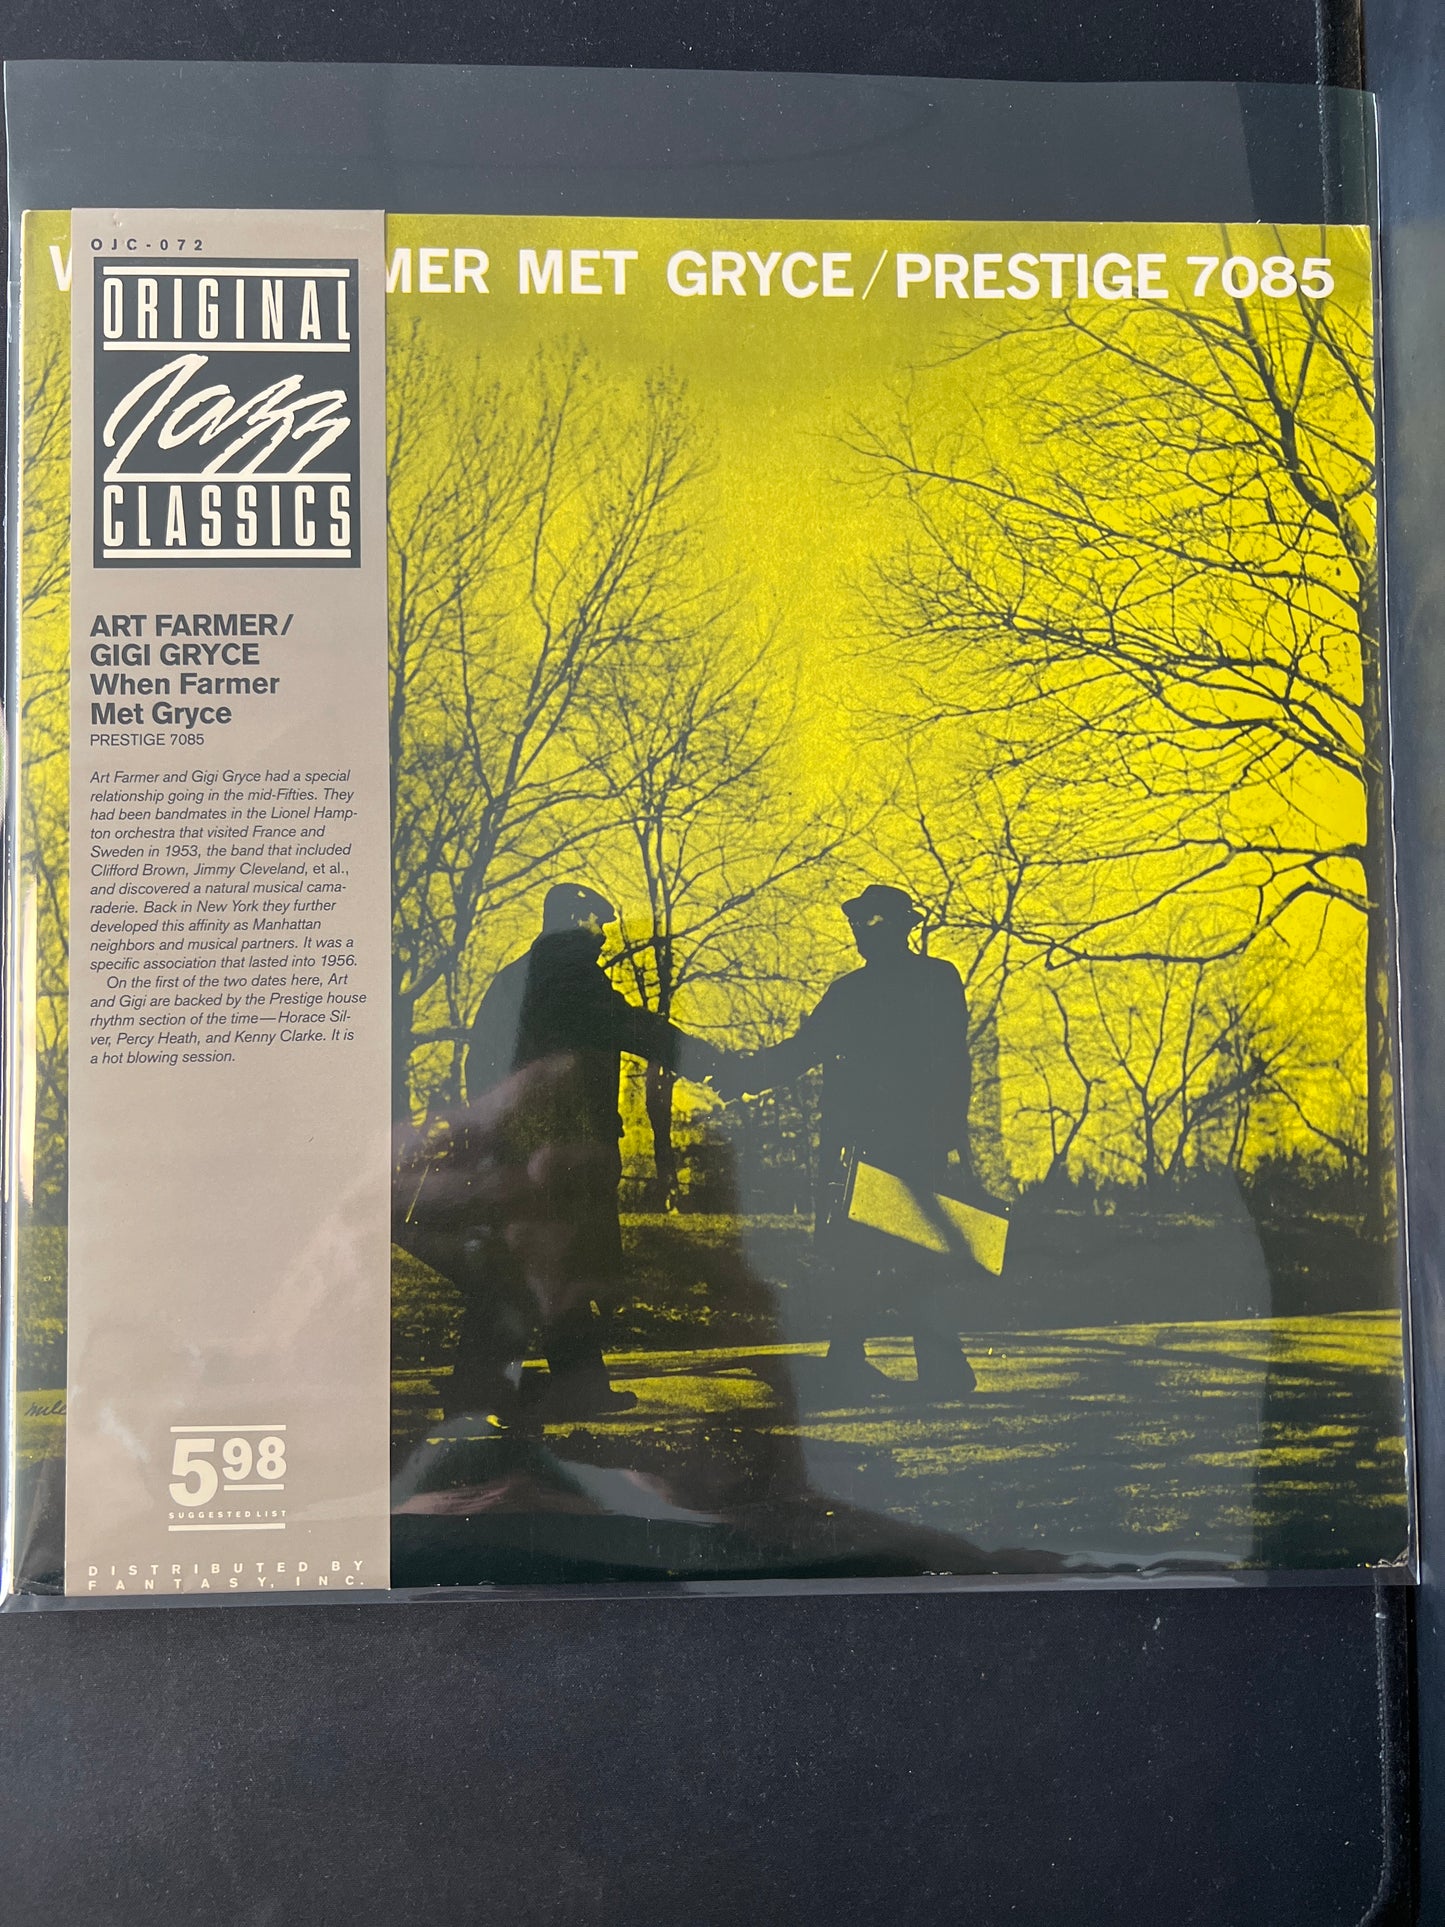 OJC-072
MER MET GRYCE/PRESTIGE 7085
ORIGINAL
Jazz
CLASSICS
ART FARMER/
GIGI GRYCE
When Farmer
Met Gryce
PRESTIGE 7085
Art Farmer and Gigi Gryce had a special
relationship going in the mid-Fifties. They
had been bandmates in the Lionel Hamp-
ton orchestra that visited France and
Sweden in 1953, the band that included
Clifford Brown, Jimmy Cleveland, et al.,
and discovered a natural musical cama-
raderie. Back in New York they further
developed this affinity as Manhattan
neighbors and musical partners. It was a
specific association that lasted into 1956.
On the first of the two dates here, Art
and Gigi are backed by the Prestige house
rhythm section of the time—Horace Sil-
ver, Percy Heath, and Kenny Clarke. It is
a hot blowing session.
598
SUGGESTED LIST
DISTRIBUTED BY
FANTASY, INC.